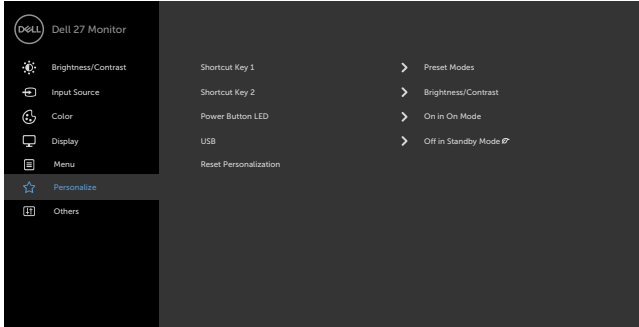 DELL Dell 27 Monitor
Brightness/Contrast
Input Source
Color
Display
Menu
Personalize
Others
Shortcut Key 1 Preset Modes
Shortcut Key 2 Brightness/Contrast
Power Button LED On in On Mode
USB Off in Standby Mode
Reset Personalization